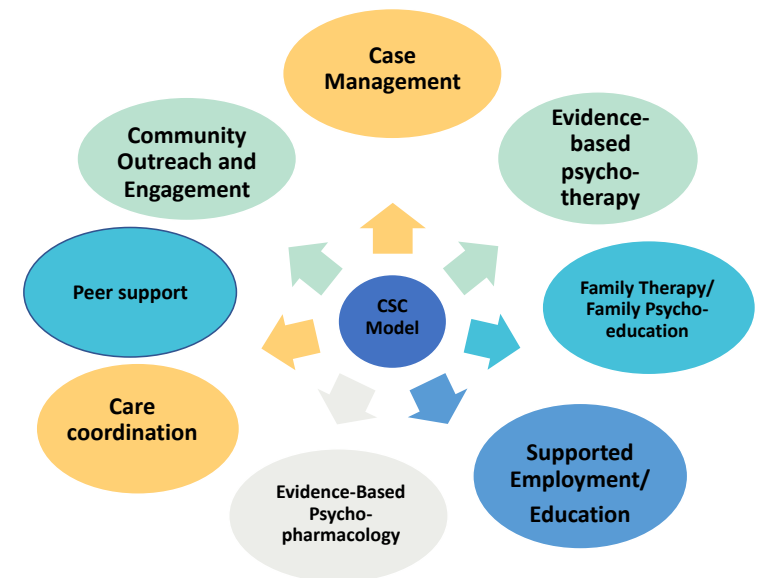 Case
Management
Community
Outreach and
Engagement
Evidence-
based
psycho-
therapy
Peer support
CSC
Model
Family Therapy/
Family Psycho-
education
Care
coordination
Evidence-Based
Psycho-
pharmacology
Supported
Employment/
Education